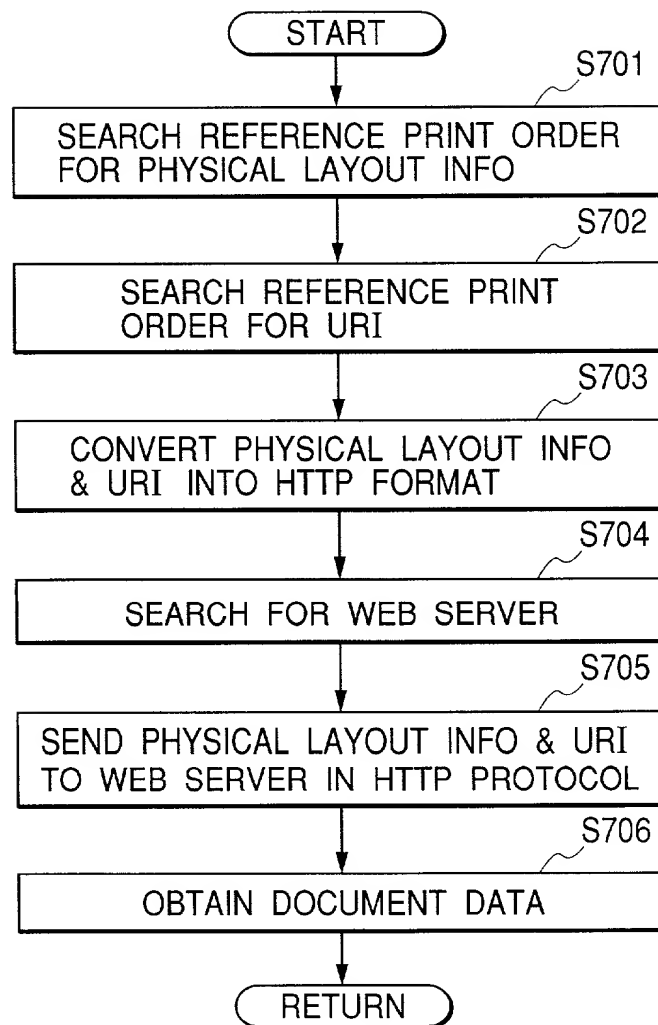 START
S701
SEARCH REFERENCE PRINT ORDER
FOR PHYSICAL LAYOUT INFO
S702
SEARCH REFERENCE PRINT
ORDER FOR URI
S703
CONVERT PHYSICAL LAYOUT INFO
& URI INTO HTTP FORMAT
S704
SEARCH FOR WEB SERVER
S705
SEND PHYSICAL LAYOUT INFO & URI
TO WEB SERVER IN HTTP PROTOCOL
S706
OBTAIN DOCUMENT DATA
RETURN